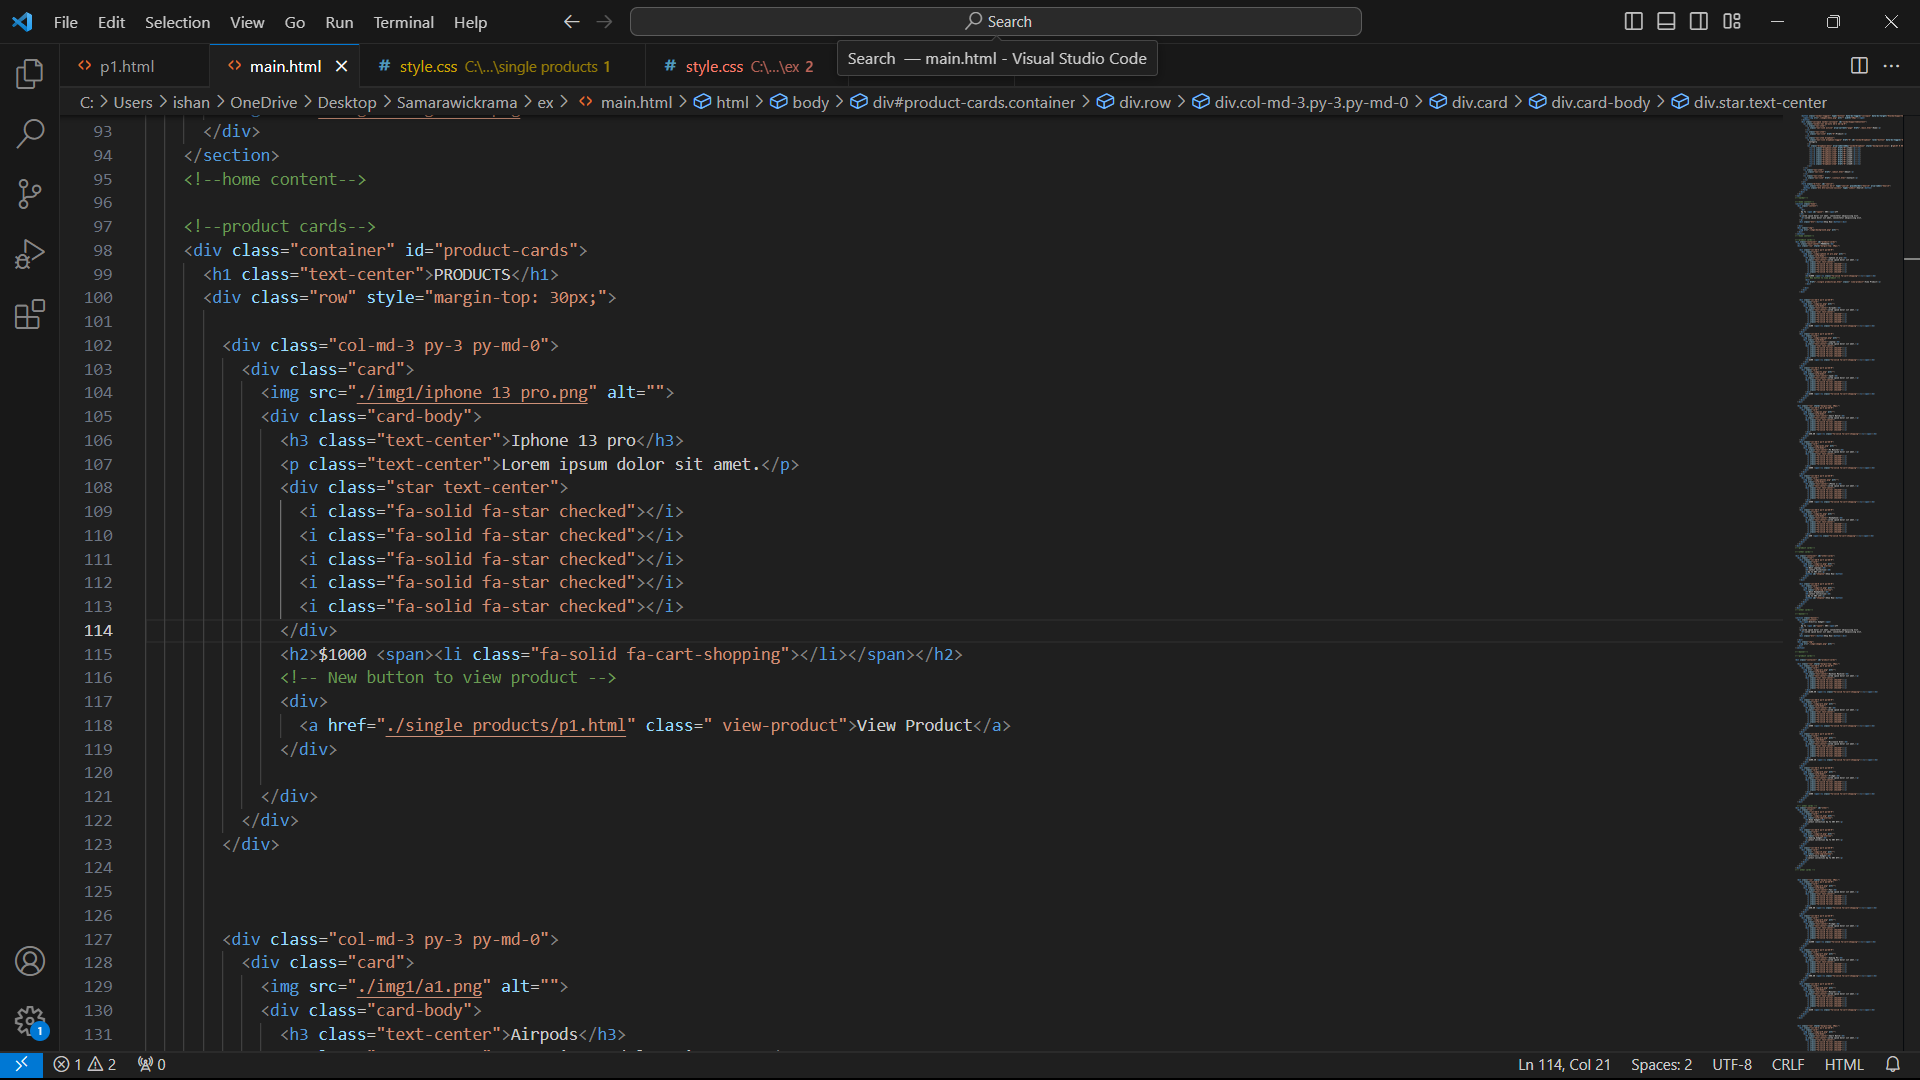 File Edit Selection View Go Run Terminal Help Search
p1.html main.html style.css C:\...\single products 1 style.css C:\...\ex 2
Search — main.html - Visual Studio Code
C: > Users > ishan > OneDrive > Desktop > Samarawickrama > ex > main.html > html > body > div#product-cards.container > div.row > div.col-md-3.py-3.py-md-0 > div.card > div.card-body > div.star.text-center
93 </div>
94 </section>
95 <!--home content-->
96
97 <!--product cards-->
98 <div class="container" id="product-cards">
99 <h1 class="text-center">PRODUCTS</h1>
100 <div class="row" style="margin-top: 30px;">
101
102 <div class="col-md-3 py-3 py-md-0">
103 <div class="card">
104 <img src="./img1/iphone 13 pro.png" alt="">
105 <div class="card-body">
106 <h3 class="text-center">Iphone 13 pro</h3>
107 <p class="text-center">Lorem ipsum dolor sit amet.</p>
108 <div class="star text-center">
109 <i class="fa-solid fa-star checked"></i>
110 <i class="fa-solid fa-star checked"></i>
111 <i class="fa-solid fa-star checked"></i>
112 <i class="fa-solid fa-star checked"></i>
113 <i class="fa-solid fa-star checked"></i>
114 </div>
115 <h2>$1000 <span><li class="fa-solid fa-cart-shopping"></li></span></h2>
116 <!-- New button to view product -->
117 <div>
118 <a href="./single products/p1.html" class=" view-product">View Product</a>
119 </div>
120
121 </div>
122 </div>
123 </div>
124
125
126
127 <div class="col-md-3 py-3 py-md-0">
128 <div class="card">
129 <img src="./img1/a1.png" alt="">
130 <div class="card-body">
131 <h3 class="text-center">Airpods</h3>
1
1 2 0 Ln 114, Col 21 Spaces: 2 UTF-8 CRLF HTML